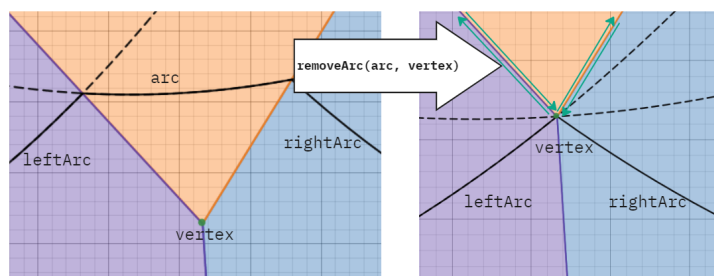 arc
removeArc(arc, vertex)
leftArc
rightArc
vertex
vertex
leftArc
rightArc